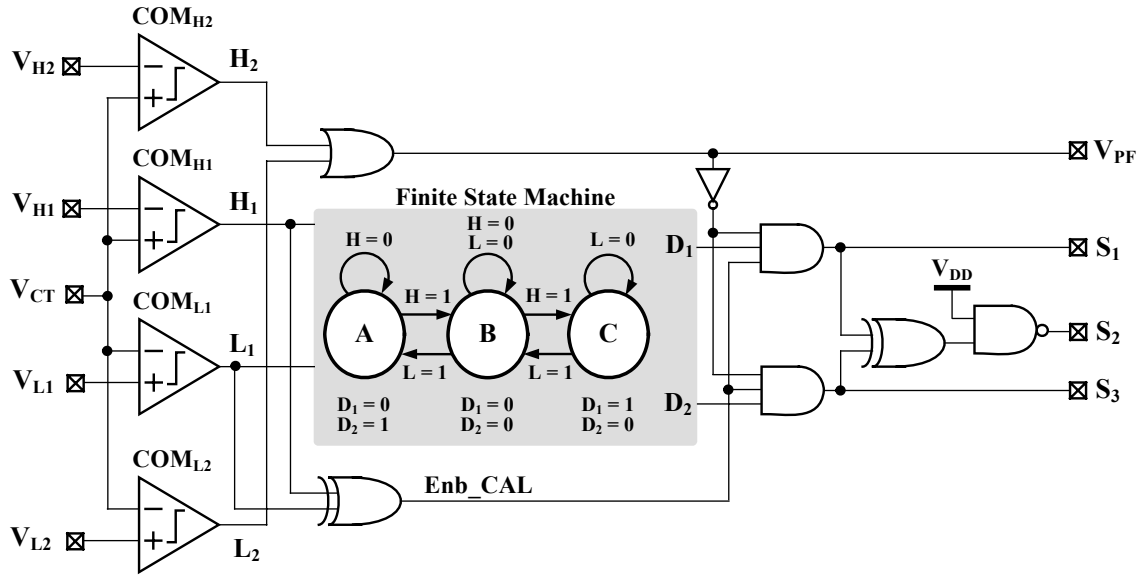 COM_H2
V_H2
H_2
COM_H1
V_PF
V_H1
H_1
Finite State Machine
H = 0
H = 0
L = 0
L = 0
D_1
S_1
V_DD
V_CT
COM_L1
H = 1
H = 1
A
B
C
S_2
L_1
L = 1
L = 1
V_L1
D_1 = 0
D_2 = 1
D_1 = 0
D_2 = 0
D_1 = 1
D_2 = 0
D_2
S_3
COM_L2
Enb_CAL
V_L2
L_2